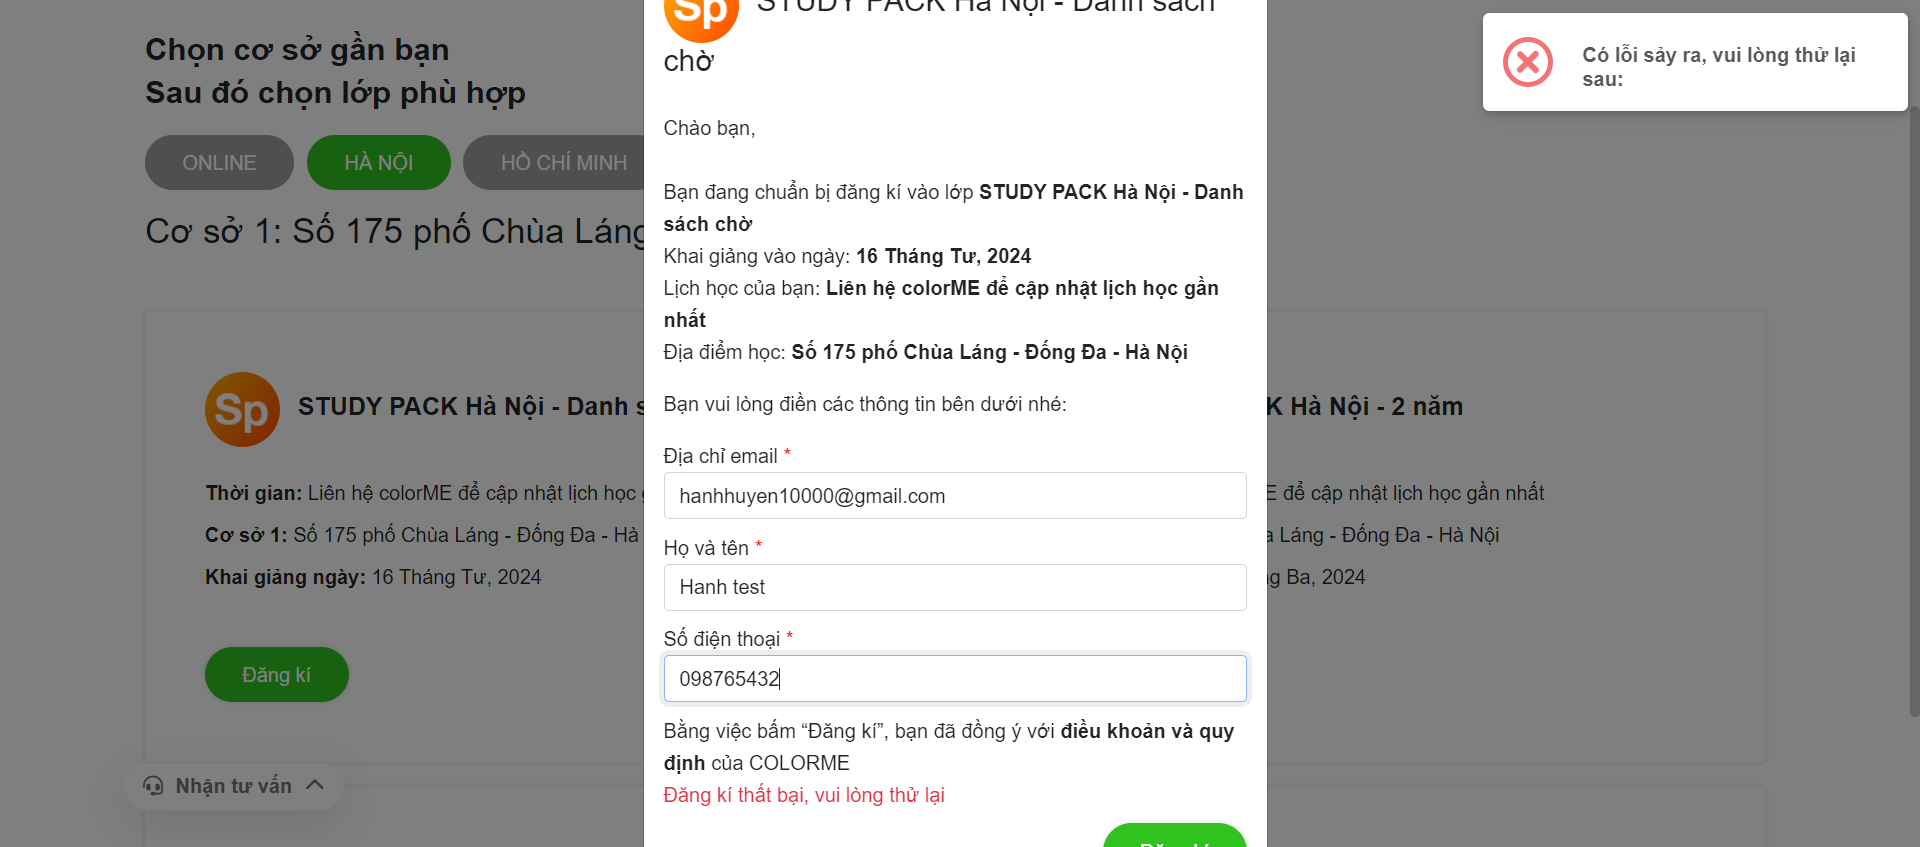 Chọn cơ sở gần bạn
Sau đó chọn lớp phù hợp
ONLINE
HÀ NỘI
HỒ CHÍ MINH
Cơ sở 1: Số 175 phố Chùa Láng
Sp
STUDY PACK Hà Nội - Danh s
Thời gian: Liên hệ colorME để cập nhật lịch học
Cơ sở 1: Số 175 phố Chùa Láng - Đống Đa - Hà
Khai giảng ngày: 16 Tháng Tư, 2024
Đăng kí
Nhận tư vấn
Sp
STUDY PACK Hà Nội - Danh sách
chờ
Chào bạn,
Bạn đang chuẩn bị đăng kí vào lớp STUDY PACK Hà Nội - Danh
sách chờ
Khai giảng vào ngày: 16 Tháng Tư, 2024
Lịch học của bạn: Liên hệ colorME để cập nhật lịch học gần
nhất
Địa điểm học: Số 175 phố Chùa Láng - Đống Đa - Hà Nội
Bạn vui lòng điền các thông tin bên dưới nhé:
Địa chỉ email *
hanhhuyen10000@gmail.com
Họ và tên *
Hanh test
Số điện thoại *
098765432
Bằng việc bấm “Đăng kí”, bạn đã đồng ý với điều khoản và quy
định của COLORME
Đăng kí thất bại, vui lòng thử lại
K Hà Nội - 2 năm
E để cập nhật lịch học gần nhất
a Láng - Đống Đa - Hà Nội
g Ba, 2024
Có lỗi sảy ra, vui lòng thử lại
sau: